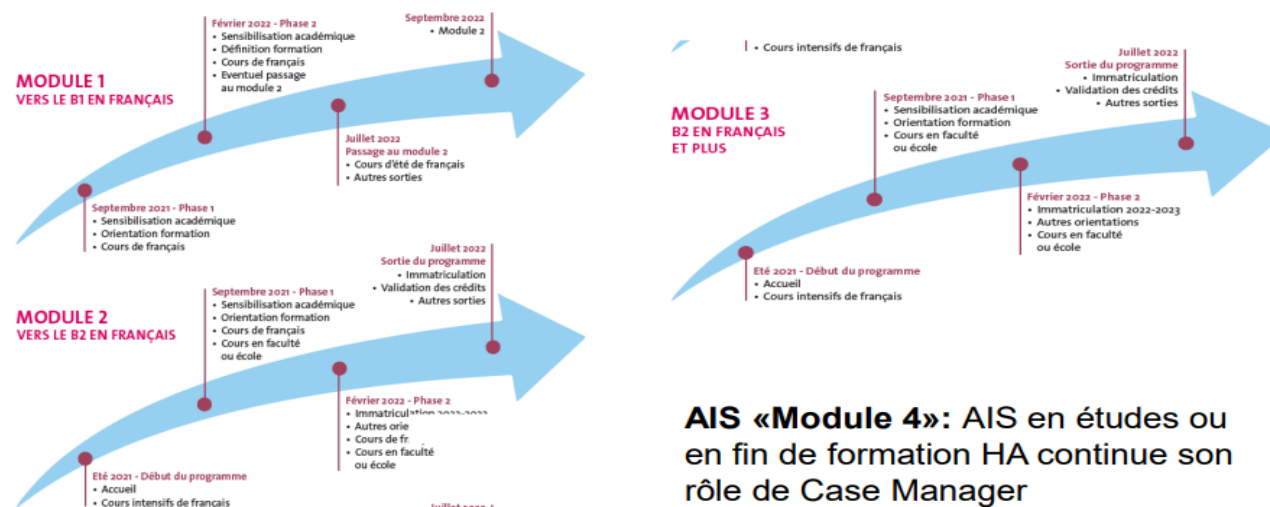 MODULE 1
VERS LE B1 EN FRANÇAIS
Février 2022 - Phase 2
• Sensibilisation académique
• Définition formation
• Cours de français
• Eventuel passage
au module 2
Septembre 2022
• Module 2
Juillet 2022
Passage au module 2
• Cours d'été de français
• Autres sorties
Septembre 2021 - Phase 1
• Sensibilisation académique
• Orientation formation
• Cours de français
MODULE 2
VERS LE B2 EN FRANÇAIS
Septembre 2021 - Phase 1
• Sensibilisation académique
• Orientation formation
• Cours de français
• Cours en faculté
ou école
Juillet 2022
Sortie du programme
• Immatriculation
• Validation des crédits
• Autres sorties
Février 2022 - Phase 2
• Immatriculation 2022-2023
• Autres
• Cours de
• Cours en faculté
ou école
Eté 2021 - Début du programme
• Accueil
• Cours intensifs de français
• Cours intensifs de français
MODULE 3
B2 EN FRANÇAIS
ET PLUS
Septembre 2021 - Phase 1
• Sensibilisation académique
• Orientation formation
• Cours en faculté
ou école
Juillet 2022
Sortie du programme
• Immatriculation
• Validation des crédits
• Autres sorties
Février 2022 - Phase 2
• Immatriculation 2022-2023
• Autres orientations
• Cours en faculté
ou école
Eté 2021 - Début du programme
• Accueil
• Cours intensifs de français
AIS «Module 4»: AIS en études ou
en fin de formation HA continue son
rôle de Case Manager